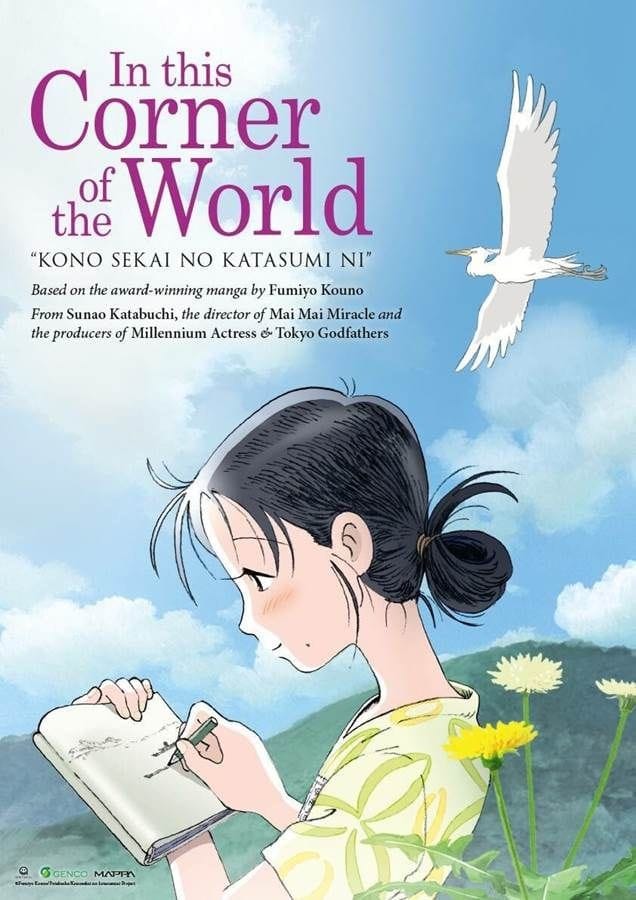 In this
Corner
of
the World
"KONO SEKAI NO KATASUMI NI"
Based on the award-winning manga by Fumiyo Kouno
From Sunao Katabuchi, the director of Mai Mai Miracle and
the producers of Millennium Actress & Tokyo Godfathers
GENCO MAPPA